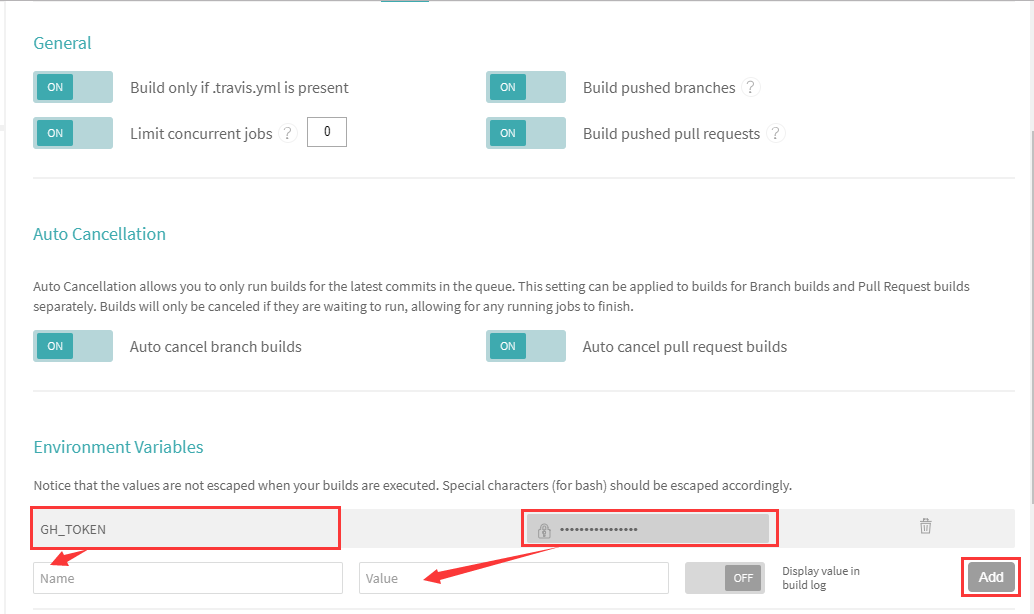 General
ON Build only if .travis.yml is present ON Build pushed branches ?
ON Limit concurrent jobs ? 0 ON Build pushed pull requests ?
Auto Cancellation
Auto Cancellation allows you to only run builds for the latest commits in the queue. This setting can be applied to builds for Branch builds and Pull Request builds
separately. Builds will only be canceled if they are waiting to run, allowing for any running jobs to finish.
ON Auto cancel branch builds ON Auto cancel pull request builds
Environment Variables
Notice that the values are not escaped when your builds are executed. Special characters (for bash) should be escaped accordingly.
GH_TOKEN ••••••••••••••••
Name Value OFF Display value in
build log
Add